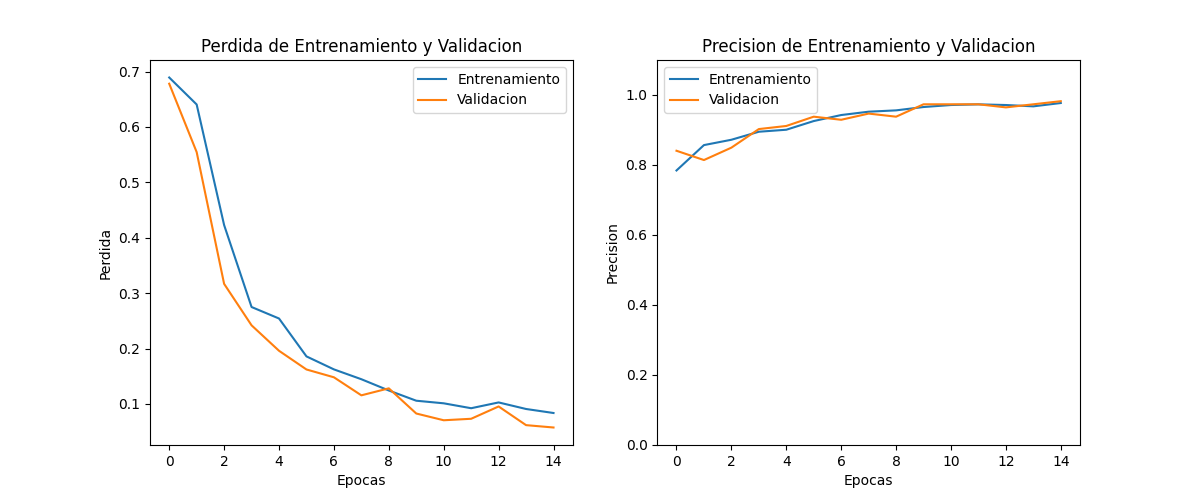 Perdida de Entrenamiento y Validacion
0.7
0.6
0.5
0.4
0.3
0.2
0.1
Perdida
Entrenamiento
Validacion
0 2 4 6 8 10 12 14
Epocas
Precision de Entrenamiento y Validacion
1.0
0.8
0.6
0.4
0.2
0.0
Precision
Entrenamiento
Validacion
0 2 4 6 8 10 12 14
Epocas